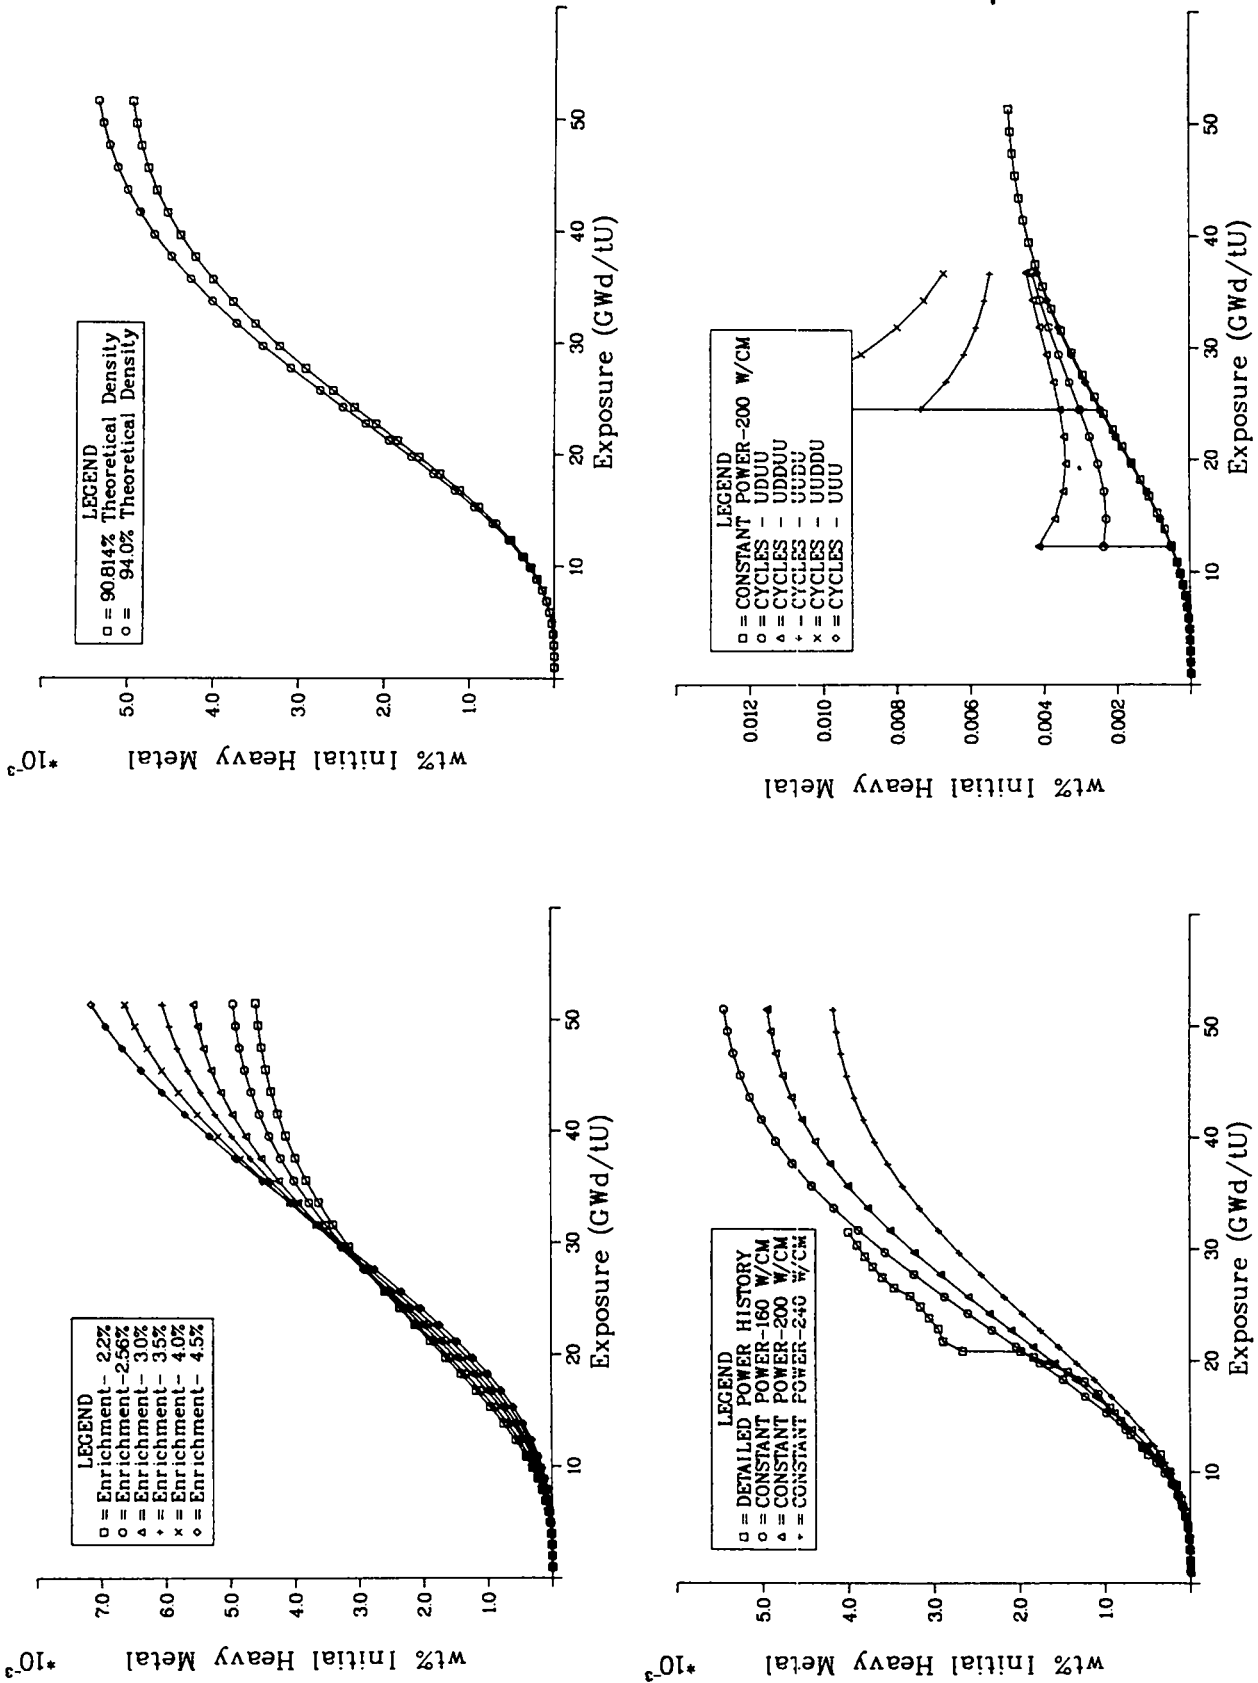 *10⁻³
wt% Initial Heavy Metal
7.0
6.0
5.0
4.0
3.0
2.0
1.0
LEGEND
□ = Enrichment- 2.2%
○ = Enrichment-2.56%
△ = Enrichment- 3.0%
+ = Enrichment- 3.5%
× = Enrichment- 4.0%
◇ = Enrichment- 4.5%
10
20
30
40
50
Exposure (GWd/tU)
*10⁻³
wt% Initial Heavy Metal
5.0
4.0
3.0
2.0
1.0
LEGEND
□ = 90.814% Theoretical Density
○ = 94.0% Theoretical Density
10
20
30
40
50
Exposure (GWd/tU)
*10⁻³
wt% Initial Heavy Metal
5.0
4.0
3.0
2.0
1.0
LEGEND
□ = DETAILED POWER HISTORY
○ = CONSTANT POWER-160 W/CM
△ = CONSTANT POWER-200 W/CM
+ = CONSTANT POWER-240 W/CM
10
20
30
40
50
Exposure (GWd/tU)
wt% Initial Heavy Metal
0.012
0.010
0.008
0.006
0.004
0.002
LEGEND
□ = CONSTANT POWER-200 W/CM
○ = CYCLES - UDUU
△ = CYCLES - UDDUU
+ = CYCLES - UUDU
× = CYCLES - UUDDU
◇ = CYCLES - UUU
10
20
30
40
50
Exposure (GWd/tU)